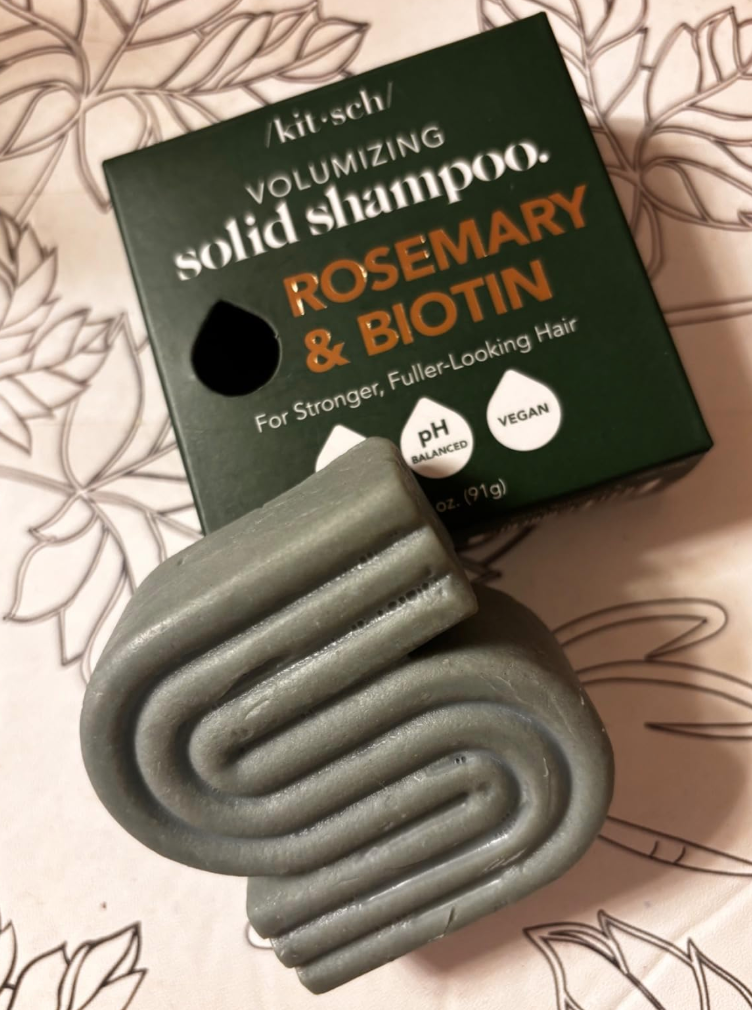 /kit·sch/
VOLUMIZING
solid shampoo.
ROSEMARY
& BIOTIN
For Stronger, Fuller-Looking Hair
pH
BALANCED
VEGAN
oz. (91g)